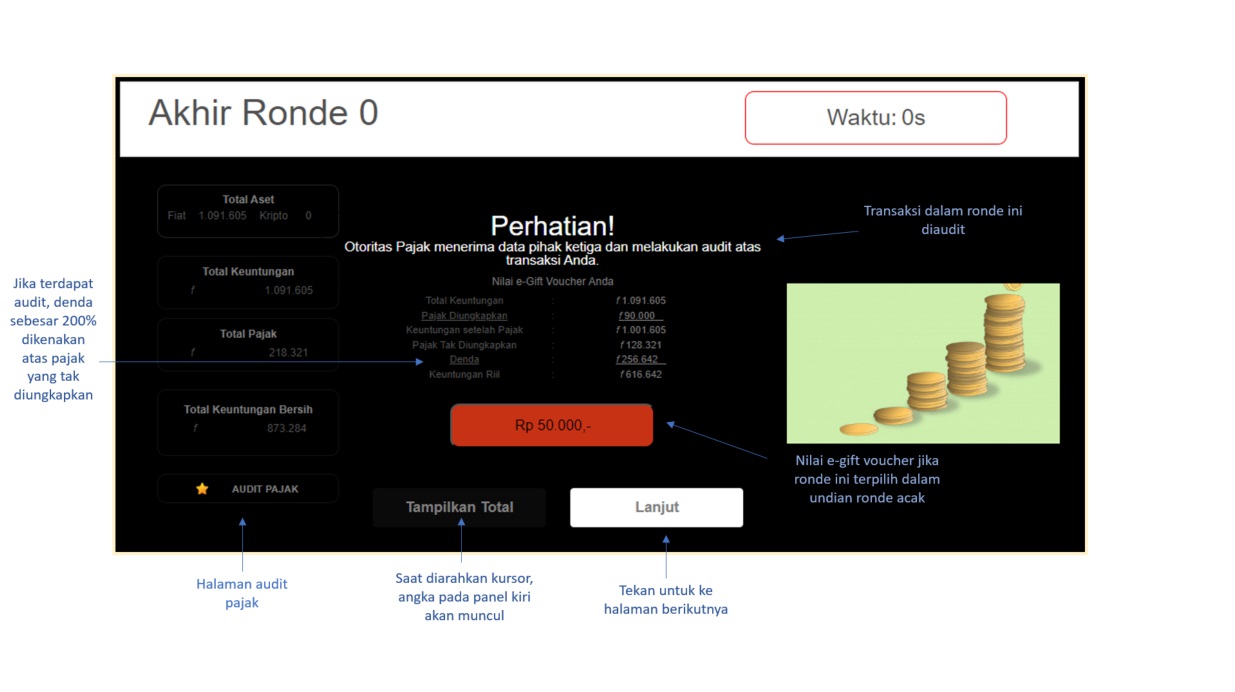 Akhir Ronde 0
Waktu: 0s
Total Aset
Fiat 1.091.605 Kripto 0
Total Keuntungan
f 1.091.605
Total Pajak
f 218.321
Total Keuntungan Bersih
f 873.284
AUDIT PAJAK
Perhatian!
Otoritas Pajak menerima data pihak ketiga dan melakukan audit atas
transaksi Anda.
Nilai e-Gift Voucher Anda
Total Keuntungan : f 1.091.605
Pajak Diungkapkan : f 90.000
Keuntungan setelah Pajak : f 1.001.605
Pajak Tak Diungkapkan : f 128.321
Denda : f 256.642
Keuntungan Riil : f 616.642
Rp 50.000,-
Tampilkan Total
Lanjut
Transaksi dalam ronde ini
diaudit
Jika terdapat
audit, denda
sebesar 200%
dikenakan
atas pajak
yang tak
diungkapkan
Nilai e-gift voucher jika
ronde ini terpilih dalam
undian ronde acak
Halaman audit
pajak
Saat diarahkan kursor,
angka pada panel kiri
akan muncul
Tekan untuk ke
halaman berikutnya